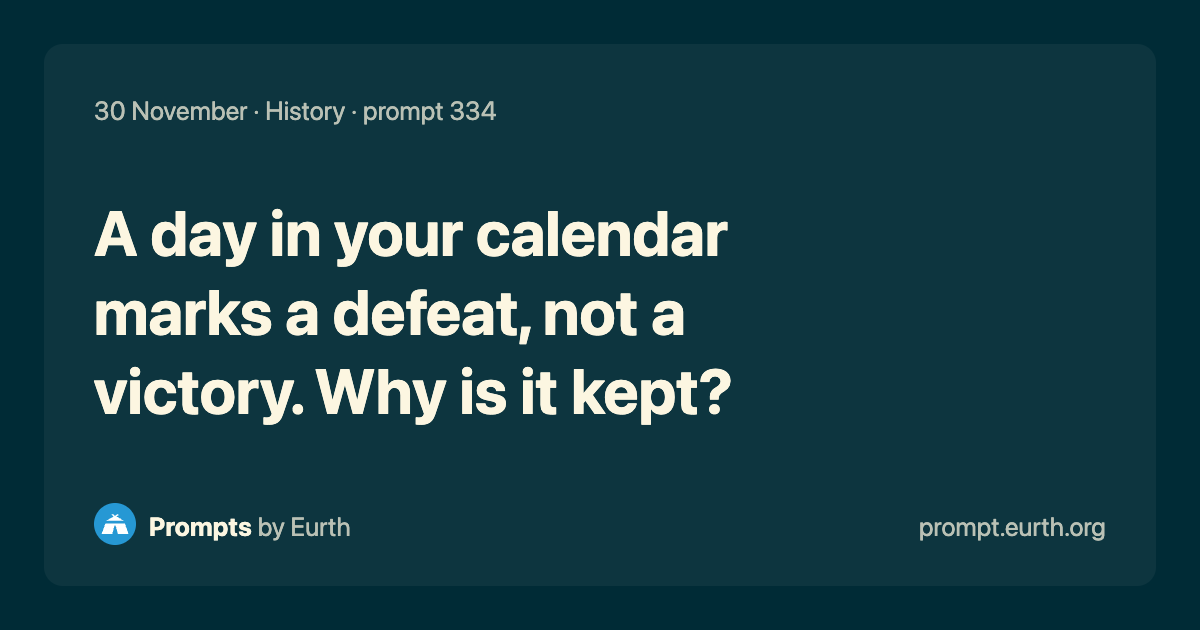 30 November · History · prompt 334
A day in your calendar
marks a defeat, not a
victory. Why is it kept?
Prompts by Eurth
prompt.eurth.org